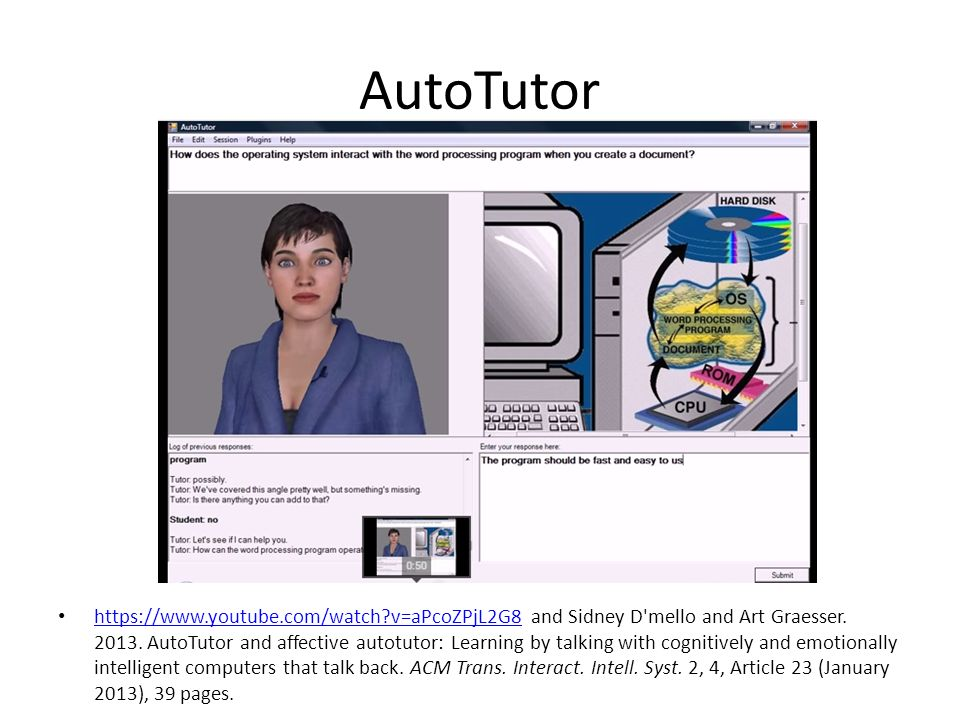 AutoTutor
AutoTutor
File Edit Session Plugins Help
How does the operating system interact with the word processing program when you create a document?
HARD DISK
OS
WORD PROCESSING
PROGRAM
DOCUMENT
ROM
CPU
Log of previous responses:
program
Tutor: possibly.
Tutor: We've covered this angle pretty well, but something's missing.
Tutor: Is there anything you can add to that?
Student: no
Tutor: Let's see if I can help you.
Tutor: How can the word processing program operat
0:50
Enter your response here:
The program should be fast and easy to us
Submit
• https://www.youtube.com/watch?v=aPcoZPjL2G8 and Sidney D'mello and Art Graesser.
2013. AutoTutor and affective autotutor: Learning by talking with cognitively and emotionally
intelligent computers that talk back. ACM Trans. Interact. Intell. Syst. 2, 4, Article 23 (January
2013), 39 pages.